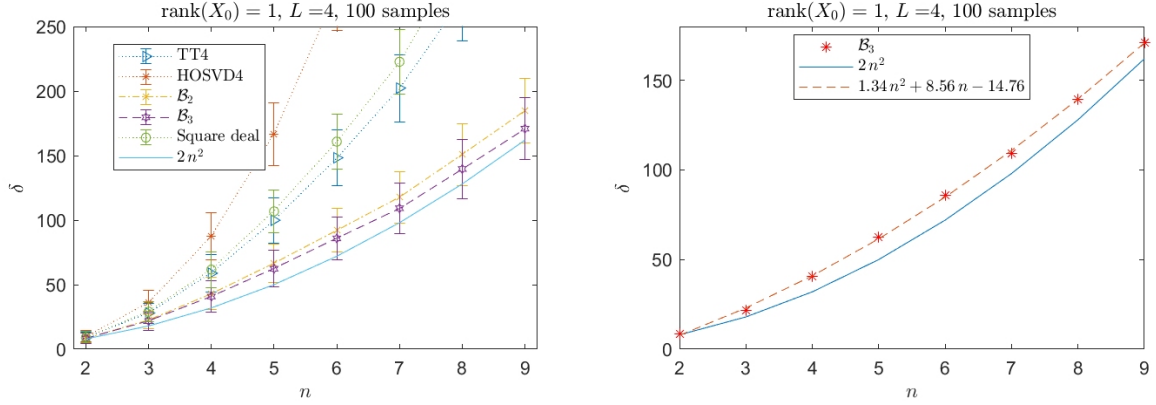 rank(X₀) = 1, L =4, 100 samples
250
200
150
100
50
0
δ
TT4
HOSVD4
ℬ₂
ℬ₃
Square deal
2 n²
2 3 4 5 6 7 8 9
n
rank(X₀) = 1, L =4, 100 samples
150
100
50
0
δ
ℬ₃
2 n²
1.34 n² + 8.56 n − 14.76
2 3 4 5 6 7 8 9
n